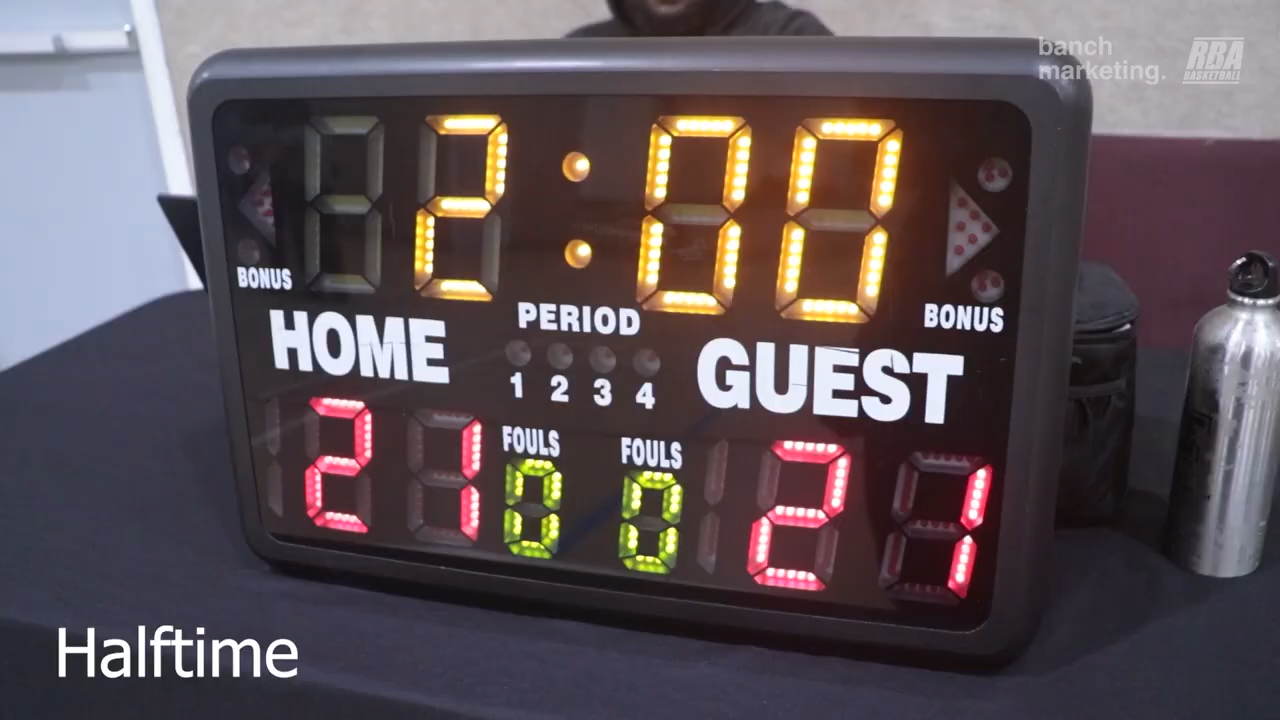 banch
marketing.
RBA
BASKETBALL
2:00
BONUS
BONUS
PERIOD
HOME
GUEST
1 2 3 4
FOULS
FOULS
21
0
0
21
Halftime